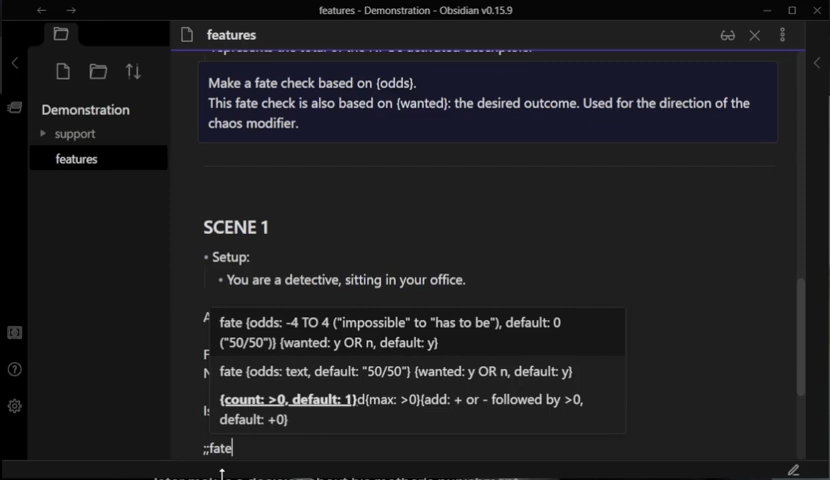 features - Demonstration - Obsidian v0.15.9
features
Demonstration
support
features
Make a fate check based on {odds}.
This fate check is also based on {wanted}: the desired outcome. Used for the direction of the
chaos modifier.
SCENE 1
• Setup:
• You are a detective, sitting in your office.
fate {odds: -4 TO 4 ("impossible" to "has to be"), default: 0
("50/50")} {wanted: y OR n, default: y}
fate {odds: text, default: "50/50"} {wanted: y OR n, default: y}
{count: >0, default: 1}d{max: >0}{add: + or - followed by >0,
default: +0}
;;fate